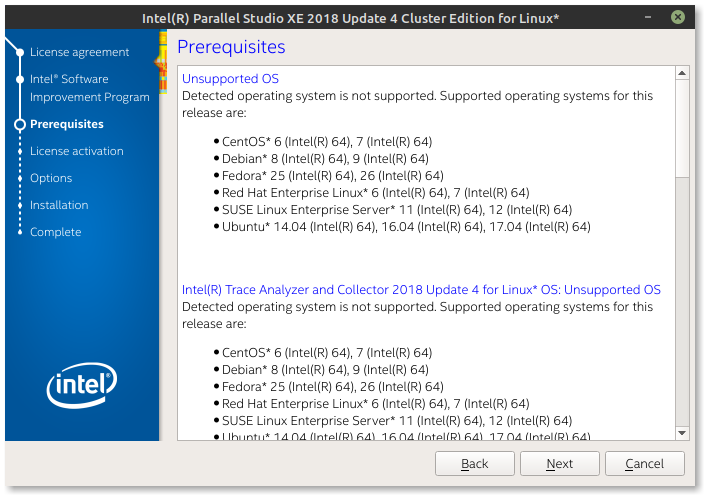 Intel(R) Parallel Studio XE 2018 Update 4 Cluster Edition for Linux*
License agreement
Intel® Software
Improvement Program
Prerequisites
License activation
Options
Installation
Complete
intel®
Prerequisites
Unsupported OS
Detected operating system is not supported. Supported operating systems for this
release are:
• CentOS* 6 (Intel(R) 64), 7 (Intel(R) 64)
• Debian* 8 (Intel(R) 64), 9 (Intel(R) 64)
• Fedora* 25 (Intel(R) 64), 26 (Intel(R) 64)
• Red Hat Enterprise Linux* 6 (Intel(R) 64), 7 (Intel(R) 64)
• SUSE Linux Enterprise Server* 11 (Intel(R) 64), 12 (Intel(R) 64)
• Ubuntu* 14.04 (Intel(R) 64), 16.04 (Intel(R) 64), 17.04 (Intel(R) 64)
Intel(R) Trace Analyzer and Collector 2018 Update 4 for Linux* OS: Unsupported OS
Detected operating system is not supported. Supported operating systems for this
release are:
• CentOS* 6 (Intel(R) 64), 7 (Intel(R) 64)
• Debian* 8 (Intel(R) 64), 9 (Intel(R) 64)
• Fedora* 25 (Intel(R) 64), 26 (Intel(R) 64)
• Red Hat Enterprise Linux* 6 (Intel(R) 64), 7 (Intel(R) 64)
• SUSE Linux Enterprise Server* 11 (Intel(R) 64), 12 (Intel(R) 64)
• Ubuntu* 14.04 (Intel(R) 64), 16.04 (Intel(R) 64), 17.04 (Intel(R) 64)
Back
Next
Cancel